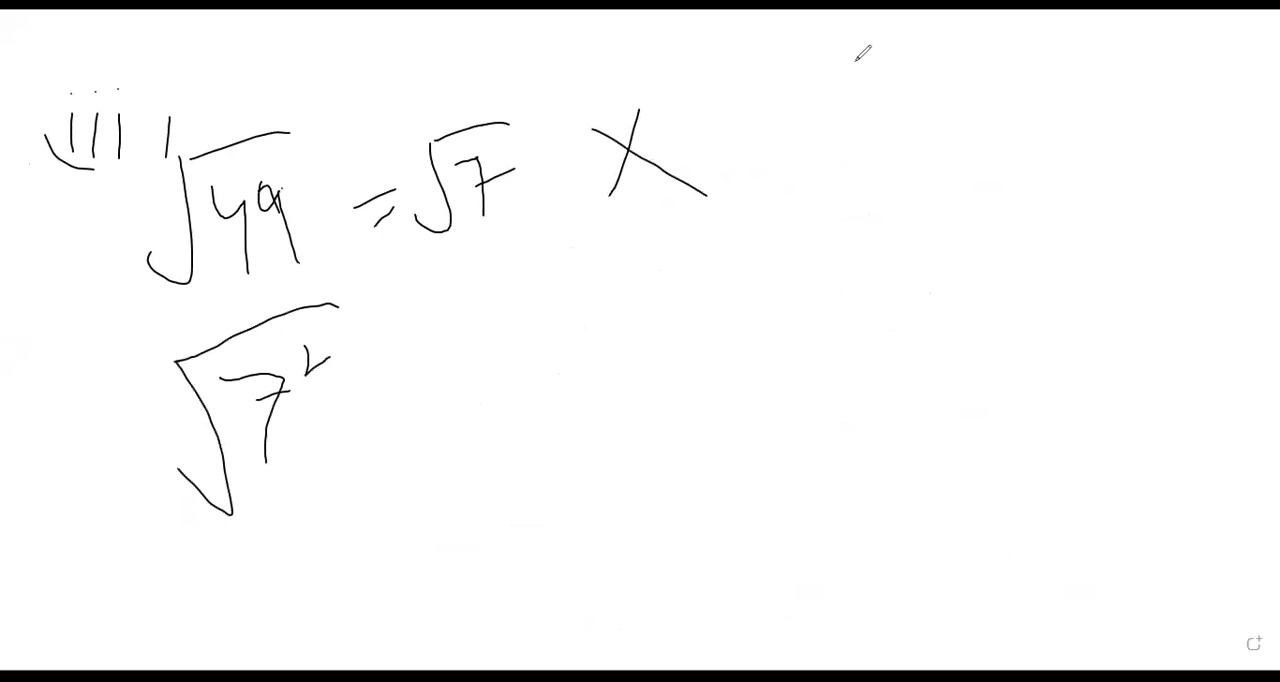 iii) √49 = √7 X
√7²